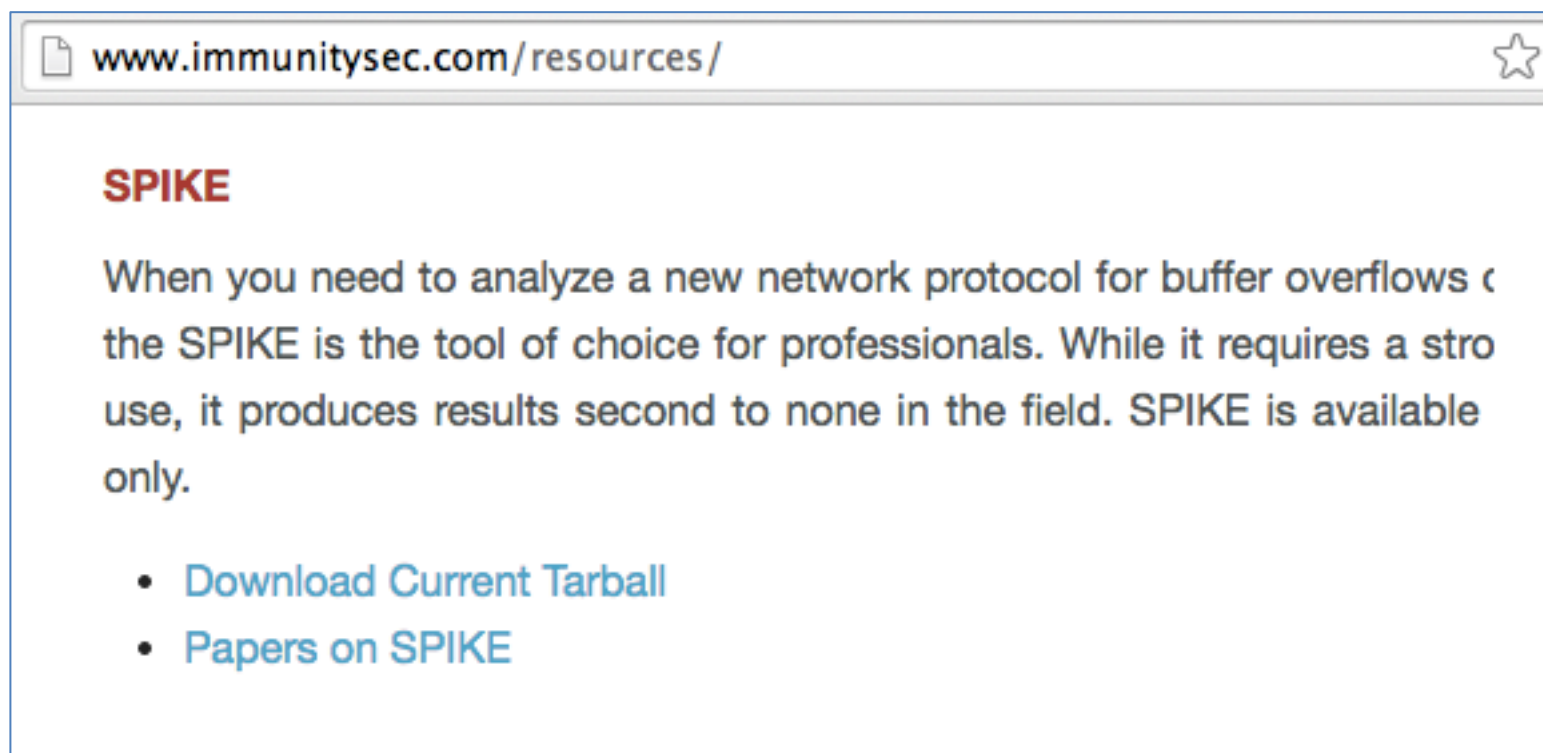 www.immunitysec.com/resources/
SPIKE
When you need to analyze a new network protocol for buffer overflows
the SPIKE is the tool of choice for professionals. While it requires a stro
use, it produces results second to none in the field. SPIKE is available
only.
• Download Current Tarball
• Papers on SPIKE